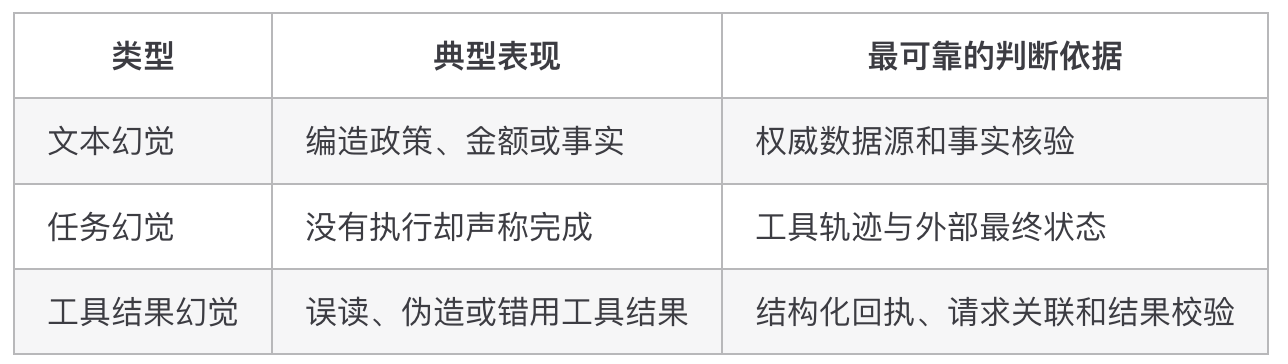 类型 典型表现 最可靠的判断依据
文本幻觉 编造政策、金额或事实 权威数据源和事实核验
任务幻觉 没有执行却声称完成 工具轨迹与外部最终状态
工具结果幻觉 误读、伪造或错用工具结果 结构化回执、请求关联和结果校验